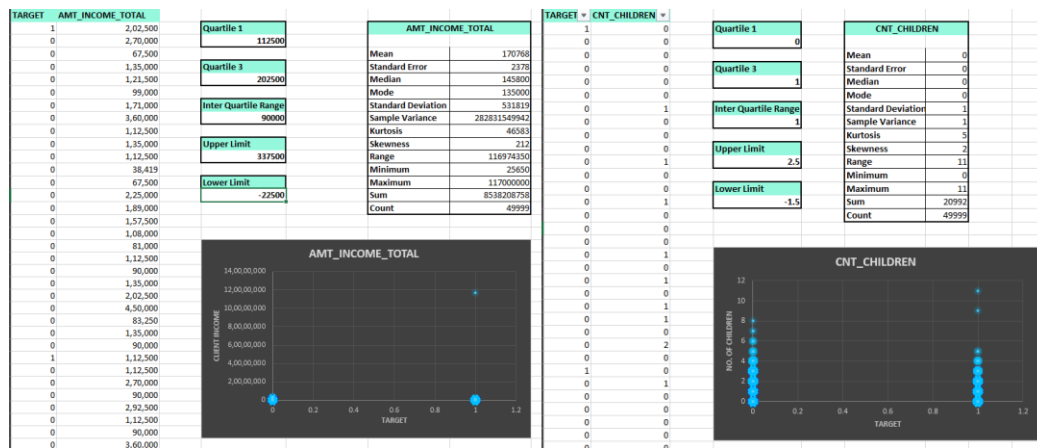 TARGET AMT_INCOME_TOTAL
1 2,02,500
0 2,70,000
0 67,500
0 1,35,000
0 1,21,500
0 99,000
0 1,71,000
0 3,60,000
0 1,12,500
0 1,35,000
0 1,12,500
0 38,419
0 67,500
0 2,25,000
0 1,89,000
0 1,57,500
0 1,08,000
0 81,000
0 1,12,500
0 90,000
0 1,35,000
0 2,02,500
0 4,50,000
0 83,250
0 1,35,000
0 90,000
1 1,12,500
0 1,12,500
0 2,70,000
0 90,000
0 2,92,500
0 1,12,500
0 90,000
0 3,60,000
Quartile 1
112500
Quartile 3
202500
Inter Quartile Range
90000
Upper Limit
337500
Lower Limit
-22500
AMT_INCOME_TOTAL
Mean 170768
Standard Error 2378
Median 145800
Mode 135000
Standard Deviation 531819
Sample Variance 282831549942
Kurtosis 46583
Skewness 212
Range 116974350
Minimum 25650
Maximum 117000000
Sum 8538208758
Count 49999
AMT_INCOME_TOTAL
CLIENT INCOME
14,00,00,000
12,00,00,000
10,00,00,000
8,00,00,000
6,00,00,000
4,00,00,000
2,00,00,000
0
0 0.2 0.4 0.6 0.8 1 1.2
TARGET
TARGET CNT_CHILDREN
1 0
0 0
0 0
0 0
0 0
0 0
0 1
0 0
0 0
0 0
0 1
0 0
0 0
0 1
0 0
0 0
0 0
0 0
0 1
0 0
0 1
0 0
0 1
0 1
0 0
0 2
0 0
1 0
0 1
0 0
0 0
0 0
0 0
0 0
Quartile 1
0
Quartile 3
1
Inter Quartile Range
1
Upper Limit
2.5
Lower Limit
-1.5
CNT_CHILDREN
Mean 0
Standard Error 0
Median 0
Mode 0
Standard Deviation 1
Sample Variance 1
Kurtosis 5
Skewness 2
Range 11
Minimum 0
Maximum 11
Sum 20992
Count 49999
CNT_CHILDREN
NO. OF CHILDREN
12
10
8
6
4
2
0
0 0.2 0.4 0.6 0.8 1 1.2
TARGET